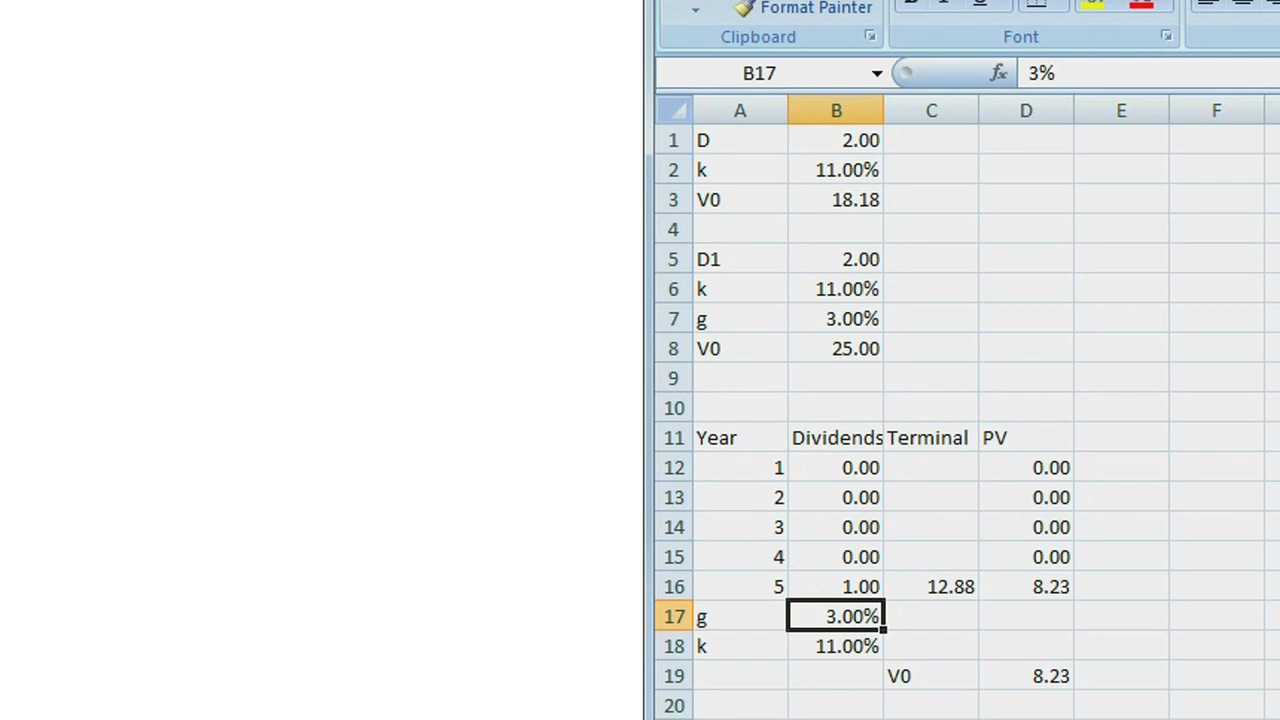 Format Painter
Clipboard Font
B17 fx 3%
A B C D E F
1 D 2.00
2 k 11.00%
3 V0 18.18
4
5 D1 2.00
6 k 11.00%
7 g 3.00%
8 V0 25.00
9
10
11 Year Dividends Terminal PV
12 1 0.00 0.00
13 2 0.00 0.00
14 3 0.00 0.00
15 4 0.00 0.00
16 5 1.00 12.88 8.23
17 g 3.00%
18 k 11.00%
19 V0 8.23
20